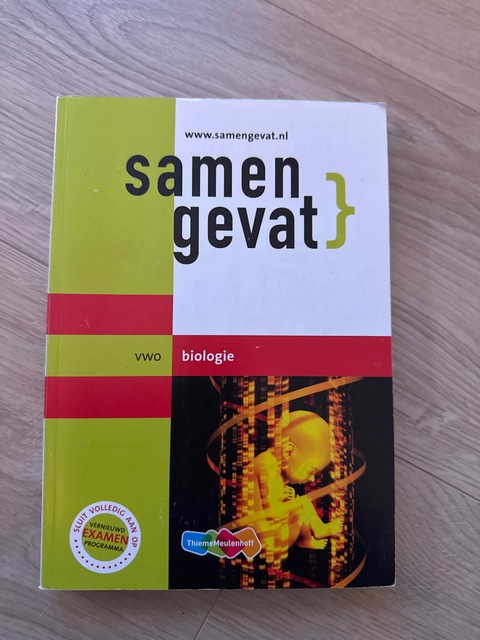 www.samengevat.nl
samen
gevat}
vwo biologie
SLUIT VOLLEDIG AAN OP
VERNIEUWD
EXAMEN
PROGRAMMA
ThiemeMeulenhoff